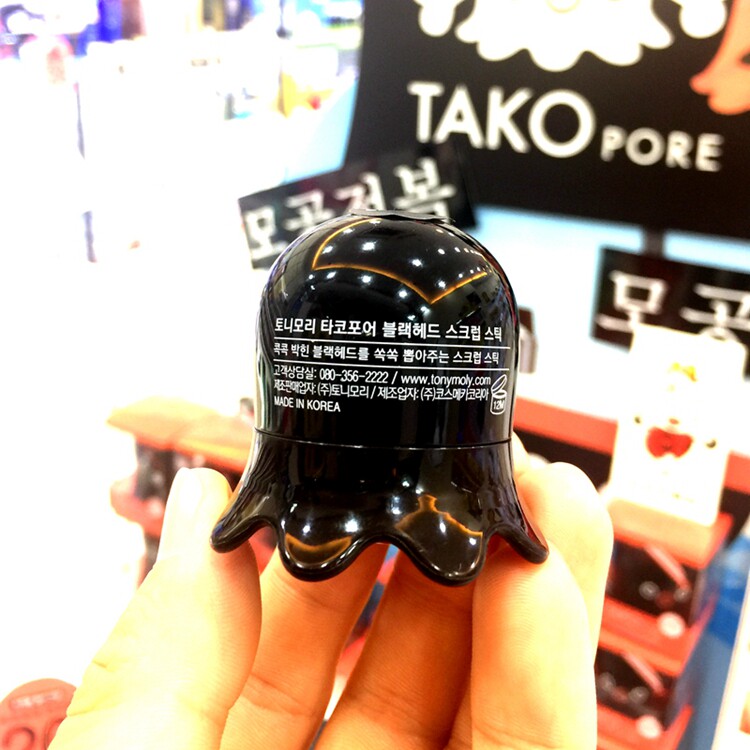 TAKO PORE
모공
토니모리 타코포어 블랙헤드 스크럽 스틱
콕콕 박힌 블랙헤드를 쏙쏙 뽑아주는 스크럽 스틱
고객상담실: 080-356-2222 / www.tonymoly.com
제조판매업자: (주)토니모리 / 제조업자: (주)코스메카코리아
12M
MADE IN KOREA
모공